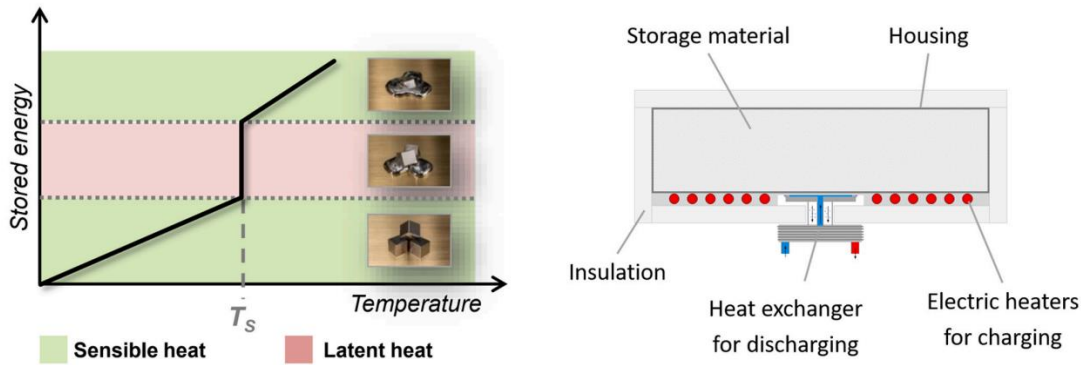 Stored energy
Temperature
T_S
Sensible heat
Latent heat
Storage material
Housing
Insulation
Heat exchanger
for discharging
Electric heaters
for charging